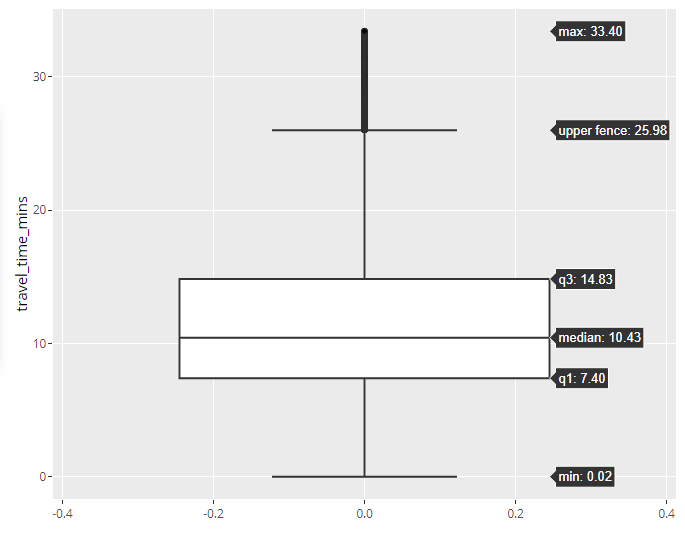 max: 33.40
30
upper fence: 25.98
20
travel_time_mins
q3: 14.83
median: 10.43
10
q1: 7.40
0
min: 0.02
-0.4
-0.2
0.0
0.2
0.4